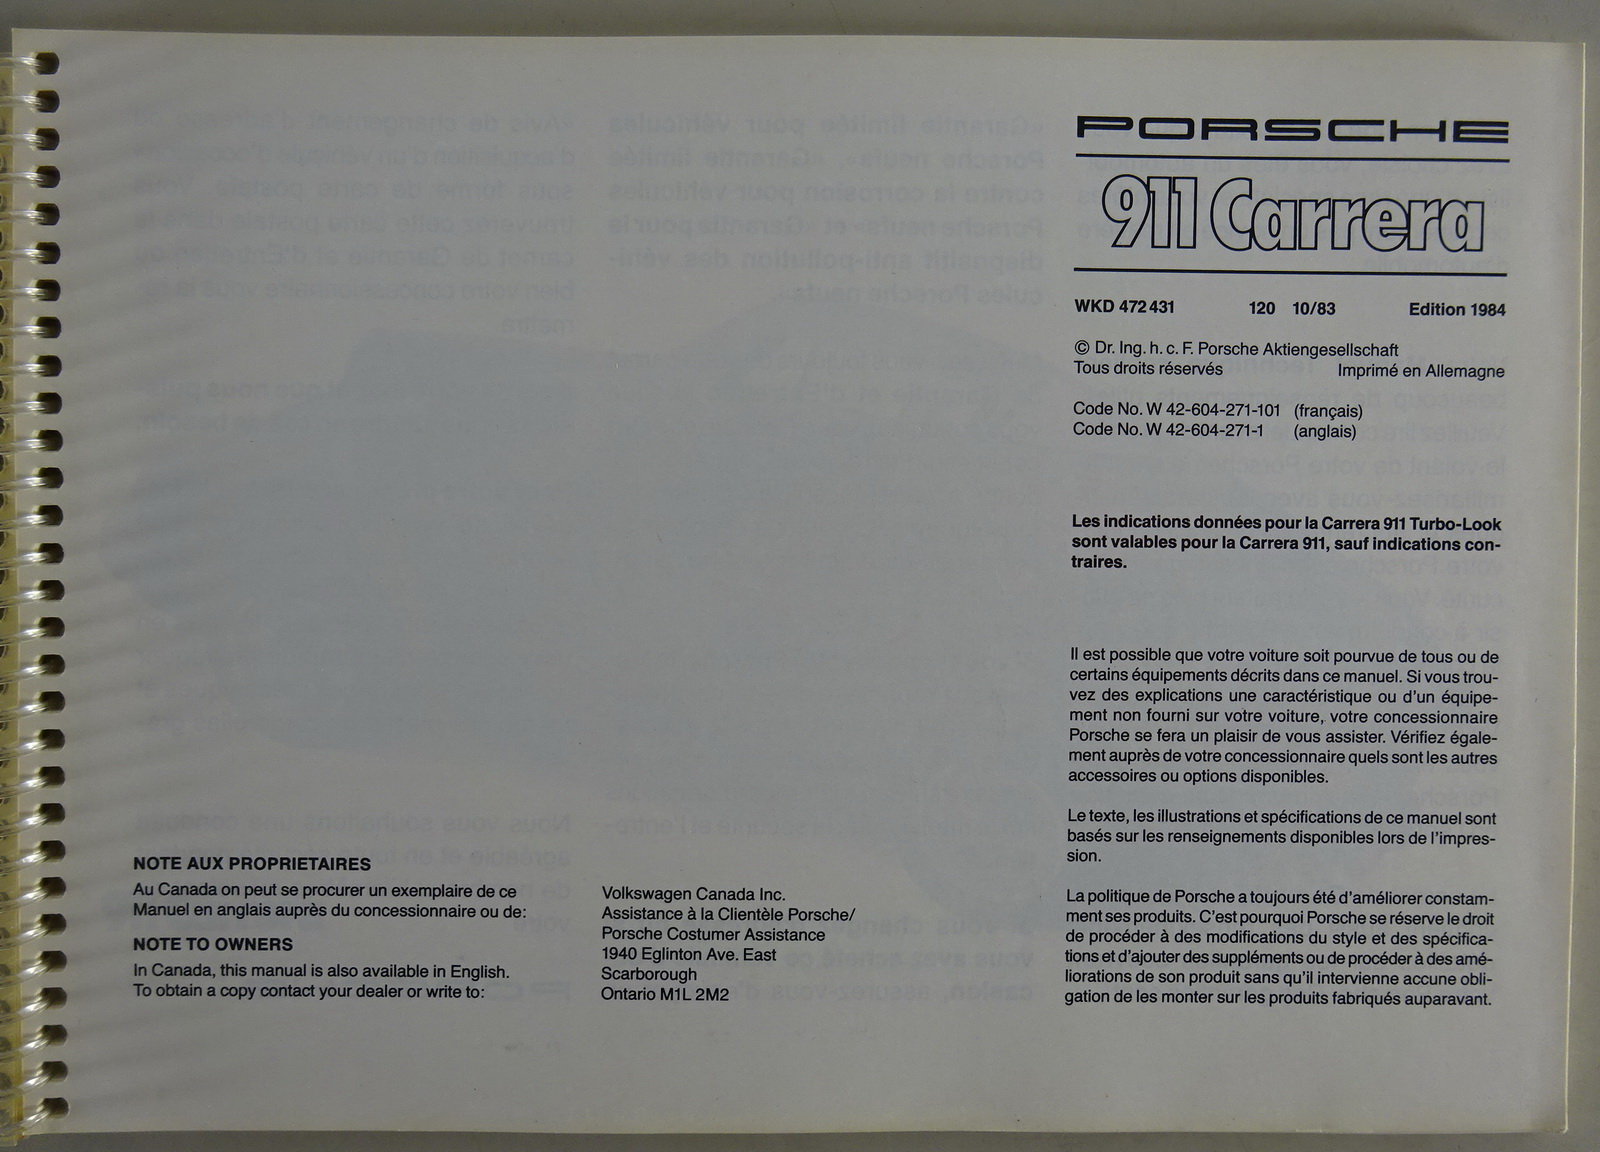 PORSCHE
911 Carrera
WKD 472 431 120 10/83 Edition 1984
© Dr. Ing. h. c. F. Porsche Aktiengesellschaft
Tous droits réservés Imprimé en Allemagne
Code No. W 42-604-271-101 (français)
Code No. W 42-604-271-1 (anglais)
Les indications données pour la Carrera 911 Turbo-Look
sont valables pour la Carrera 911, sauf indications con-
traires.
Il est possible que votre voiture soit pourvue de tous ou de
certains équipements décrits dans ce manuel. Si vous trou-
vez des explications une caractéristique ou d'un équipe-
ment non fourni sur votre voiture, votre concessionnaire
Porsche se fera un plaisir de vous assister. Vérifiez égale-
ment auprès de votre concessionnaire quels sont les autres
accessoires ou options disponibles.
Le texte, les illustrations et spécifications de ce manuel sont
basés sur les renseignements disponibles lors de l'impres-
sion.
La politique de Porsche a toujours été d'améliorer constam-
ment ses produits. C'est pourquoi Porsche se réserve le droit
de procéder à des modifications du style et des spécifica-
tions et d'ajouter des suppléments ou de procéder à des amé-
liorations de son produit sans qu'il intervienne accune obli-
gation de les monter sur les produits fabriqués auparavant.
NOTE AUX PROPRIETAIRES
Au Canada on peut se procurer un exemplaire de ce
Manuel en anglais auprès du concessionnaire ou de:
NOTE TO OWNERS
In Canada, this manual is also available in English.
To obtain a copy contact your dealer or write to:
Volkswagen Canada Inc.
Assistance à la Clientèle Porsche/
Porsche Costumer Assistance
1940 Eglinton Ave. East
Scarborough
Ontario M1L 2M2